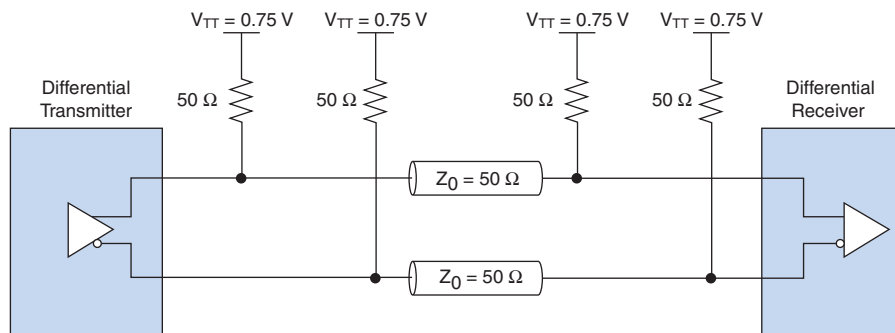 V_TT = 0.75 V V_TT = 0.75 V V_TT = 0.75 V V_TT = 0.75 V
Differential
Transmitter
50 Ω 50 Ω 50 Ω 50 Ω
Differential
Receiver
Z_0 = 50 Ω
Z_0 = 50 Ω